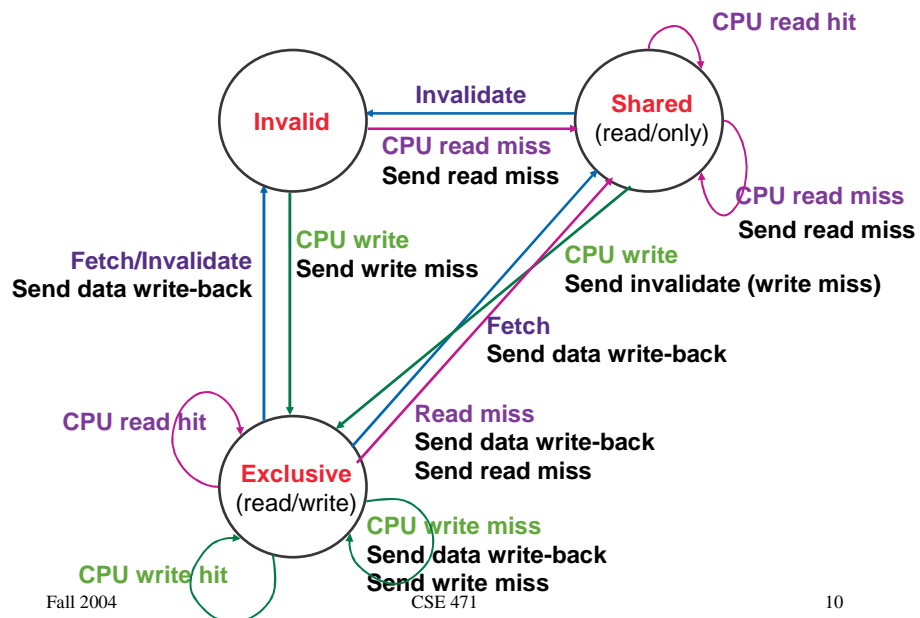 CPU read hit
Invalidate
Shared
(read/only)
Invalid
CPU read miss
Send read miss
CPU read miss
Send read miss
CPU write
Send write miss
Fetch/Invalidate
Send data write-back
CPU write
Send invalidate (write miss)
Fetch
Send data write-back
CPU read hit
Read miss
Send data write-back
Send read miss
Exclusive
(read/write)
CPU write miss
Send data write-back
Send write miss
CPU write hit
Fall 2004
CSE 471
10